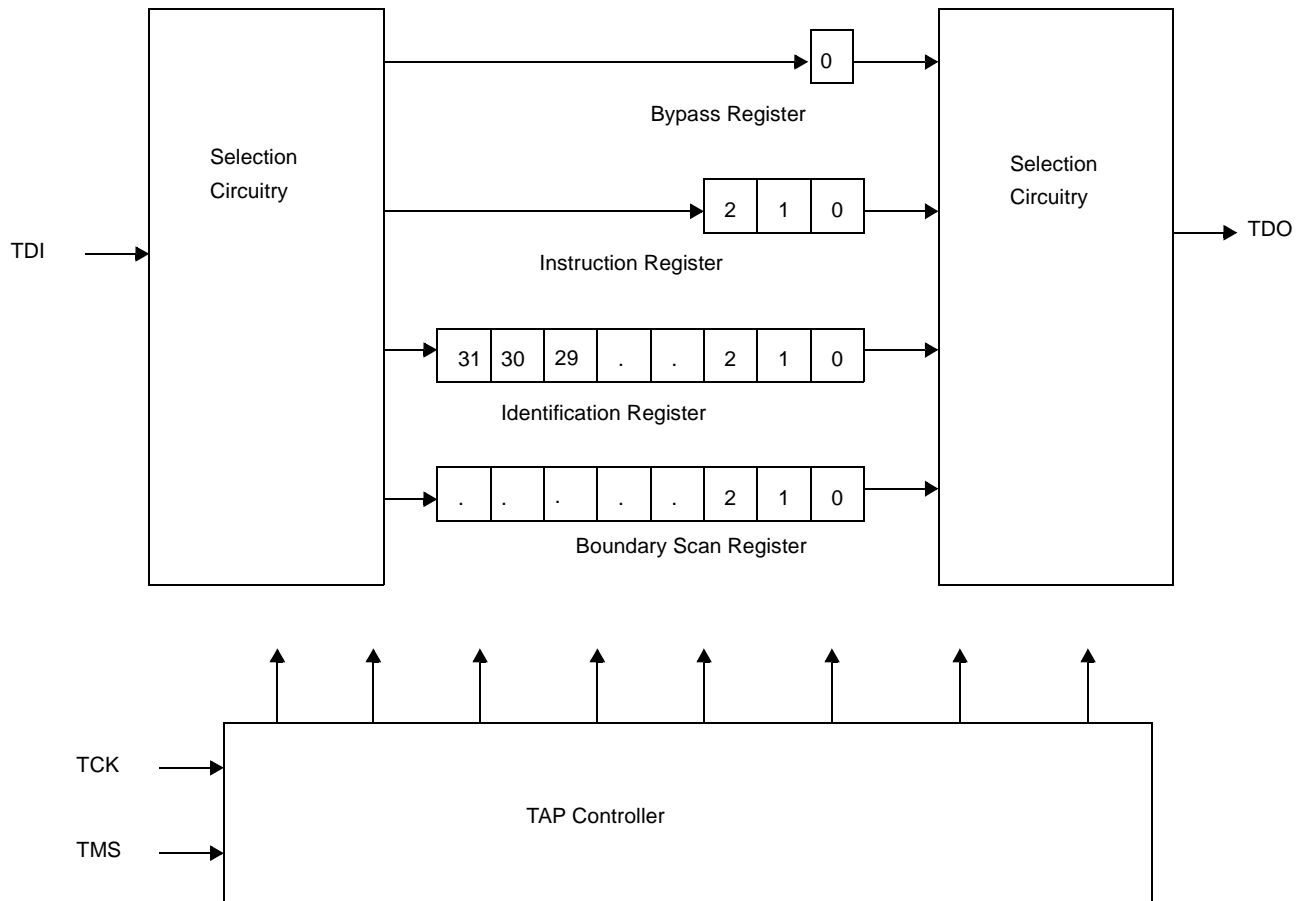 0
Bypass Register
Selection
Circuitry
Selection
Circuitry
2 1 0
TDI
TDO
Instruction Register
31 30 29 . . 2 1 0
Identification Register
. . . . . 2 1 0
Boundary Scan Register
TCK
TAP Controller
TMS